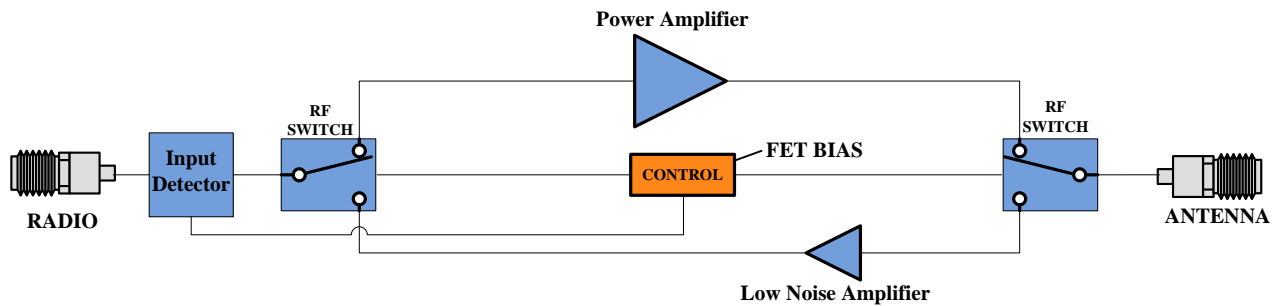 Power Amplifier
RF
SWITCH
RF
SWITCH
Input
Detector
FET BIAS
CONTROL
RADIO
ANTENNA
Low Noise Amplifier